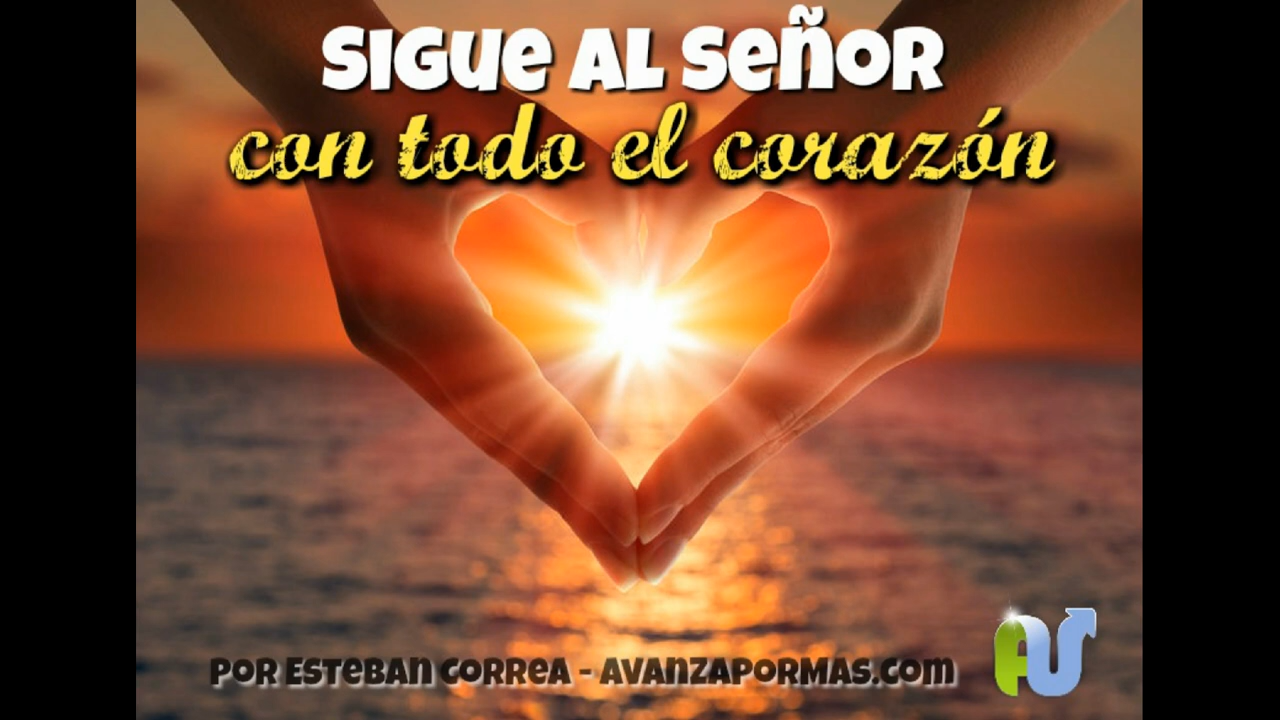 SIGUE AL SEÑOR
con todo el corazón
POR ESTEBAN CORREA - AVANZAPORMAS.COM